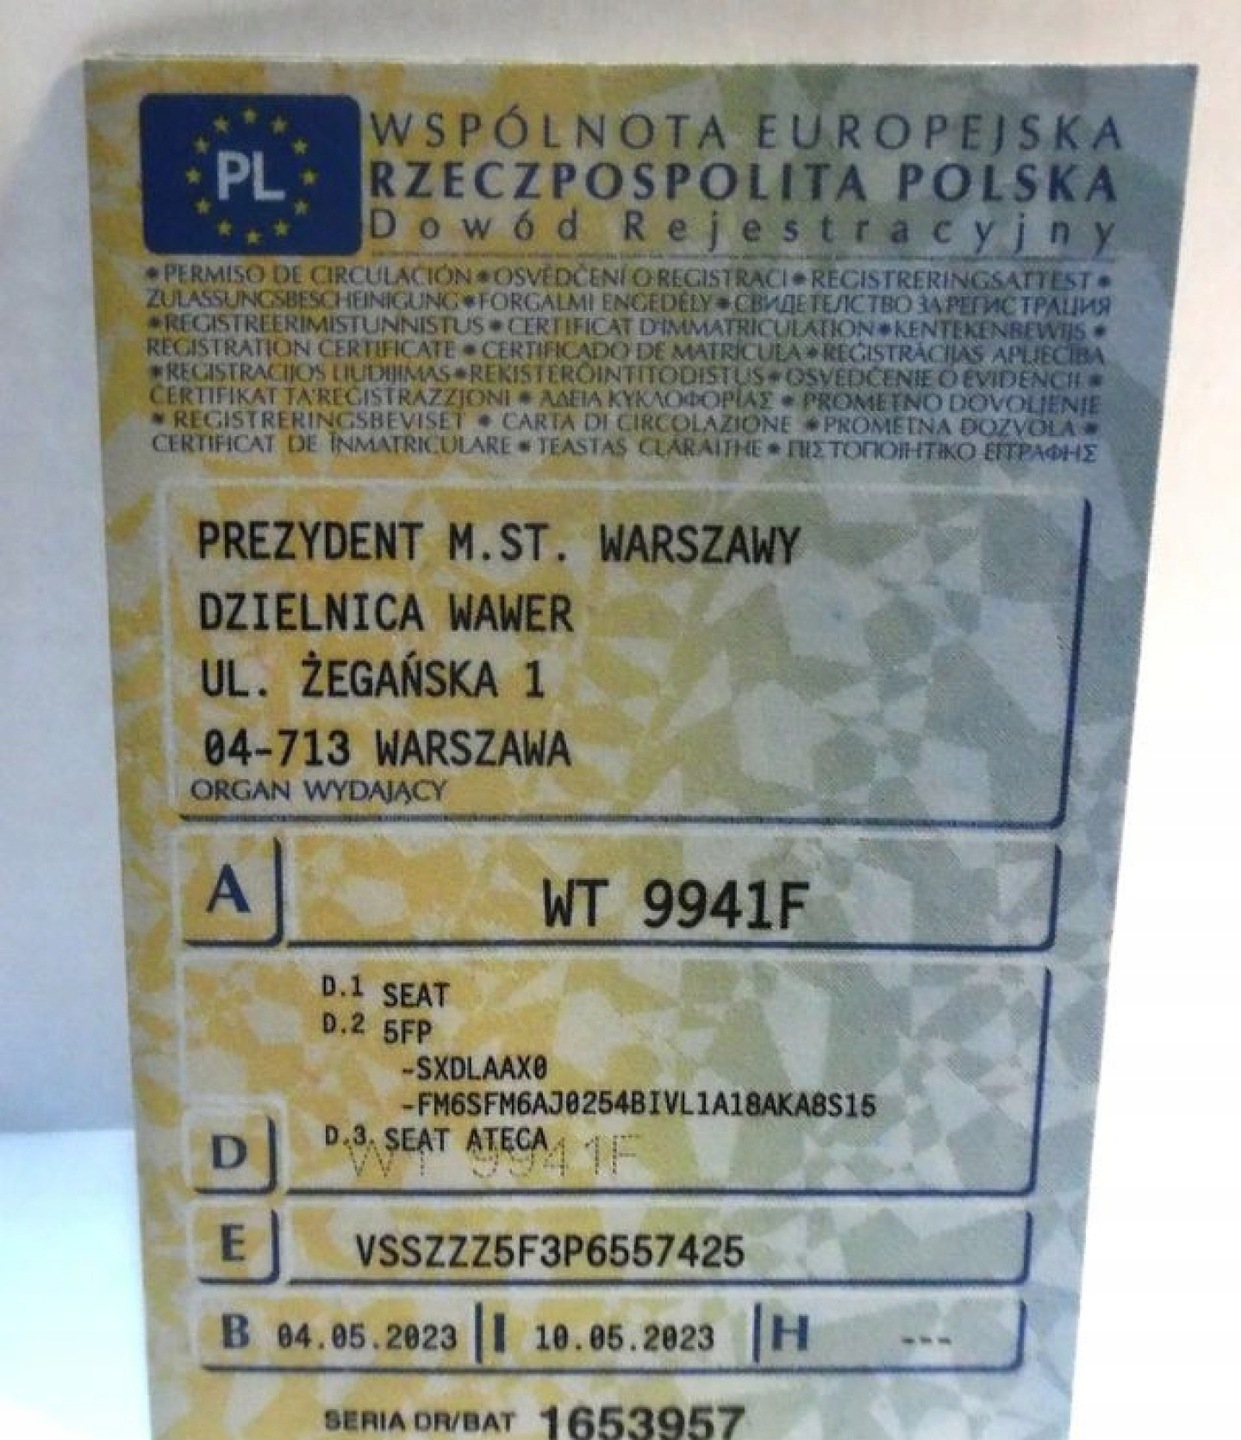 PL
WSPÓLNOTA EUROPEJSKA
RZECZPOSPOLITA POLSKA
Dowód Rejestracyjny
*PERMISO DE CIRCULACIÓN*OSVĚDČENÍ O REGISTRACI*REGISTRERINGSATTEST*
ZULASSUNGSBESCHEINIGUNG*FORGALMI ENGEDÉLY*СВИДЕТЕЛСТВО ЗА РЕГИСТРАЦИЯ
*REGISTREERIMISTUNNISTUS*CERTIFICAT D'IMMATRICULATION*KENTEKENBEWIJS*
REGISTRATION CERTIFICATE*CERTIFICADO DE MATRÍCULA*REĢISTRĀCIJAS APLIECĪBA
*REGISTRACIJOS LIUDIJIMAS*REKISTERÖINTITODISTUS*OSVEDČENIE O EVIDENCII*
ĊERTIFIKAT TA'REĠISTRAZZJONI*ΑΔΕΙΑ ΚΥΚΛΟΦΟΡΙΑΣ*PROMETNO DOVOLJENJE
*REGISTRERINGSBEVISET*CARTA DI CIRCOLAZIONE*PROMETNA DOZVOLA*
CERTIFICAT DE ÎNMATRICULARE*TEASTAS CLÁRAITHE*ΠΙΣΤΟΠΟΙΗΤΙΚΟ ΕΓΓΡΑΦΗΣ
PREZYDENT M.ST. WARSZAWY
DZIELNICA WAWER
UL. ŻEGAŃSKA 1
04-713 WARSZAWA
ORGAN WYDAJĄCY
A WT 9941F
D.1 SEAT
D.2 5FP
-SXDLAAX0
-FM6SFM6AJ0254BIVL1A18AKA8S15
D D.3 SEAT ATECA
WT 9941F
E VSSZZZ5F3P6557425
B 04.05.2023 I 10.05.2023 H ---
SERIA DR/BAT 1653957